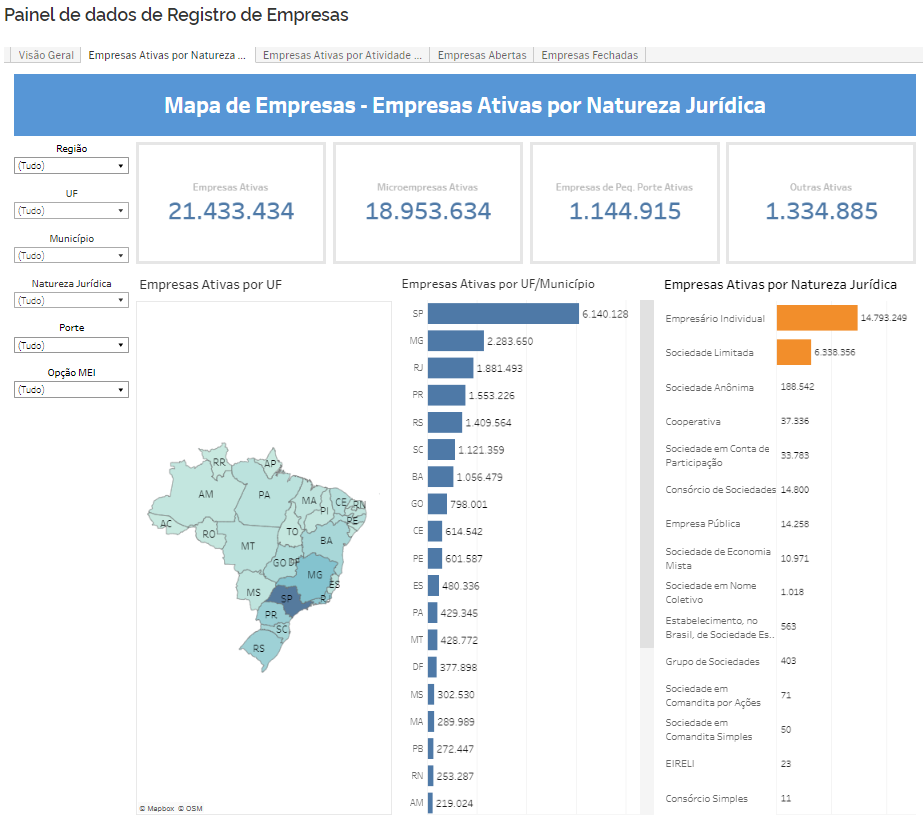 Painel de dados de Registro de Empresas
Visão Geral
Empresas Ativas por Natureza ...
Empresas Ativas por Atividade ...
Empresas Abertas
Empresas Fechadas
Mapa de Empresas - Empresas Ativas por Natureza Jurídica
Região
(Tudo)
UF
(Tudo)
Município
(Tudo)
Natureza Jurídica
(Tudo)
Porte
(Tudo)
Opção MEI
(Tudo)
Empresas Ativas
21.433.434
Microempresas Ativas
18.953.634
Empresas de Peq. Porte Ativas
1.144.915
Outras Ativas
1.334.885
Empresas Ativas por UF
RR
AP
AM
PA
MA
CE
RN
PI
PE
AC
RO
TO
BA
MT
GO
DF
MG
ES
MS
SP
R
PR
SC
RS
© Mapbox © OSM
Empresas Ativas por UF/Município
SP 6.140.128
MG 2.283.650
RJ 1.881.493
PR 1.553.226
RS 1.409.564
SC 1.121.359
BA 1.056.479
GO 798.001
CE 614.542
PE 601.587
ES 480.336
PA 429.345
MT 428.772
DF 377.898
MS 302.530
MA 289.989
PB 272.447
RN 253.287
AM 219.024
Empresas Ativas por Natureza Jurídica
Empresário Individual 14.793.249
Sociedade Limitada 6.338.356
Sociedade Anônima 188.542
Cooperativa 37.336
Sociedade em Conta de
Participação 33.783
Consórcio de Sociedades 14.800
Empresa Pública 14.258
Sociedade de Economia
Mista 10.971
Sociedade em Nome
Coletivo 1.018
Estabelecimento, no
Brasil, de Sociedade Es.. 563
Grupo de Sociedades 403
Sociedade em
Comandita por Ações 71
Sociedade em
Comandita Simples 50
EIRELI 23
Consórcio Simples 11